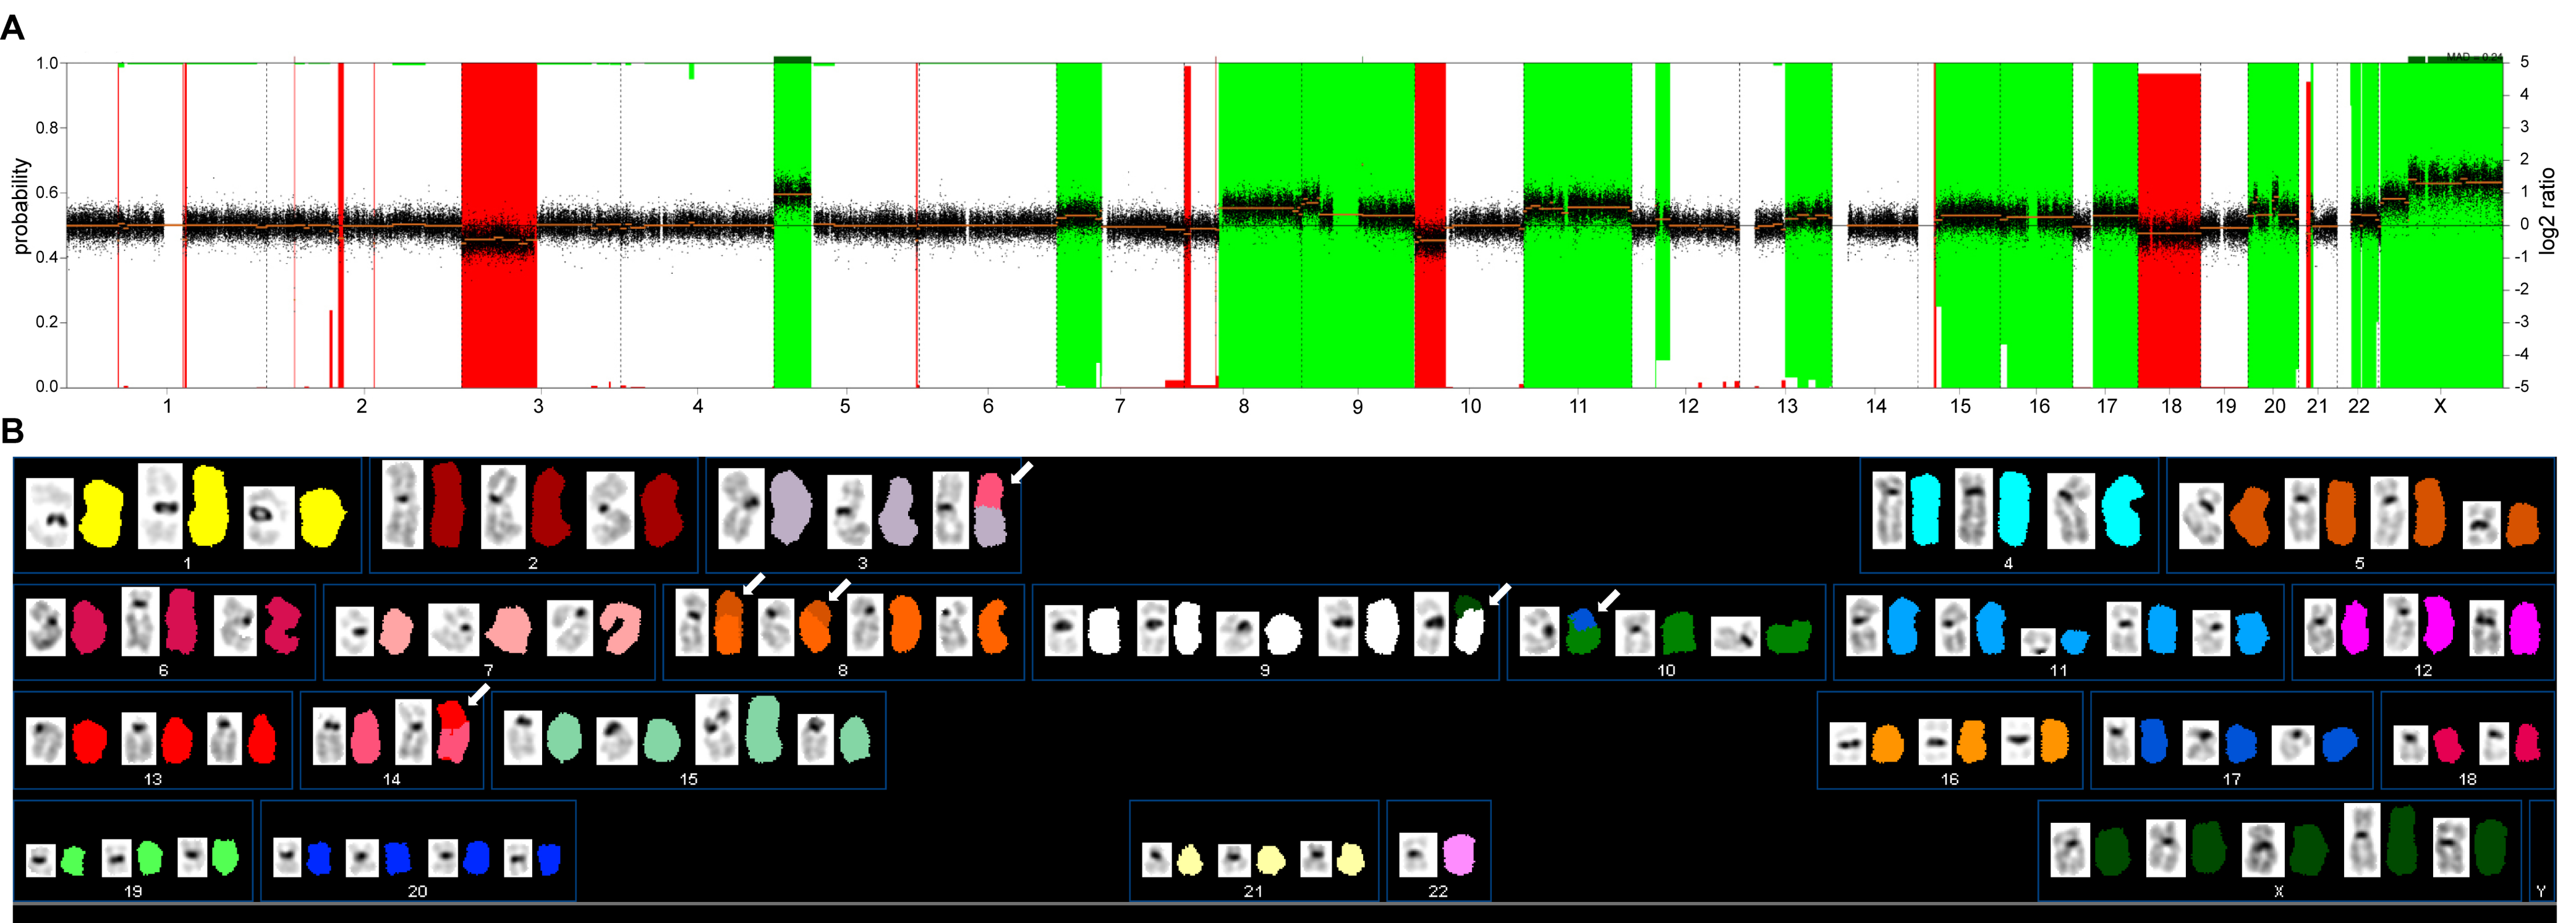 A
MAD = 0.24
1.0
0.8
0.6
0.4
0.2
0.0
probability
5
4
3
2
1
0
-1
-2
-3
-4
-5
log2 ratio
1 2 3 4 5 6 7 8 9 10 11 12 13 14 15 16 17 18 19 20 21 22 X
B
1 2 3 4 5
6 7 8 9 10 11 12
13 14 15 16 17 18
19 20 21 22 X Y